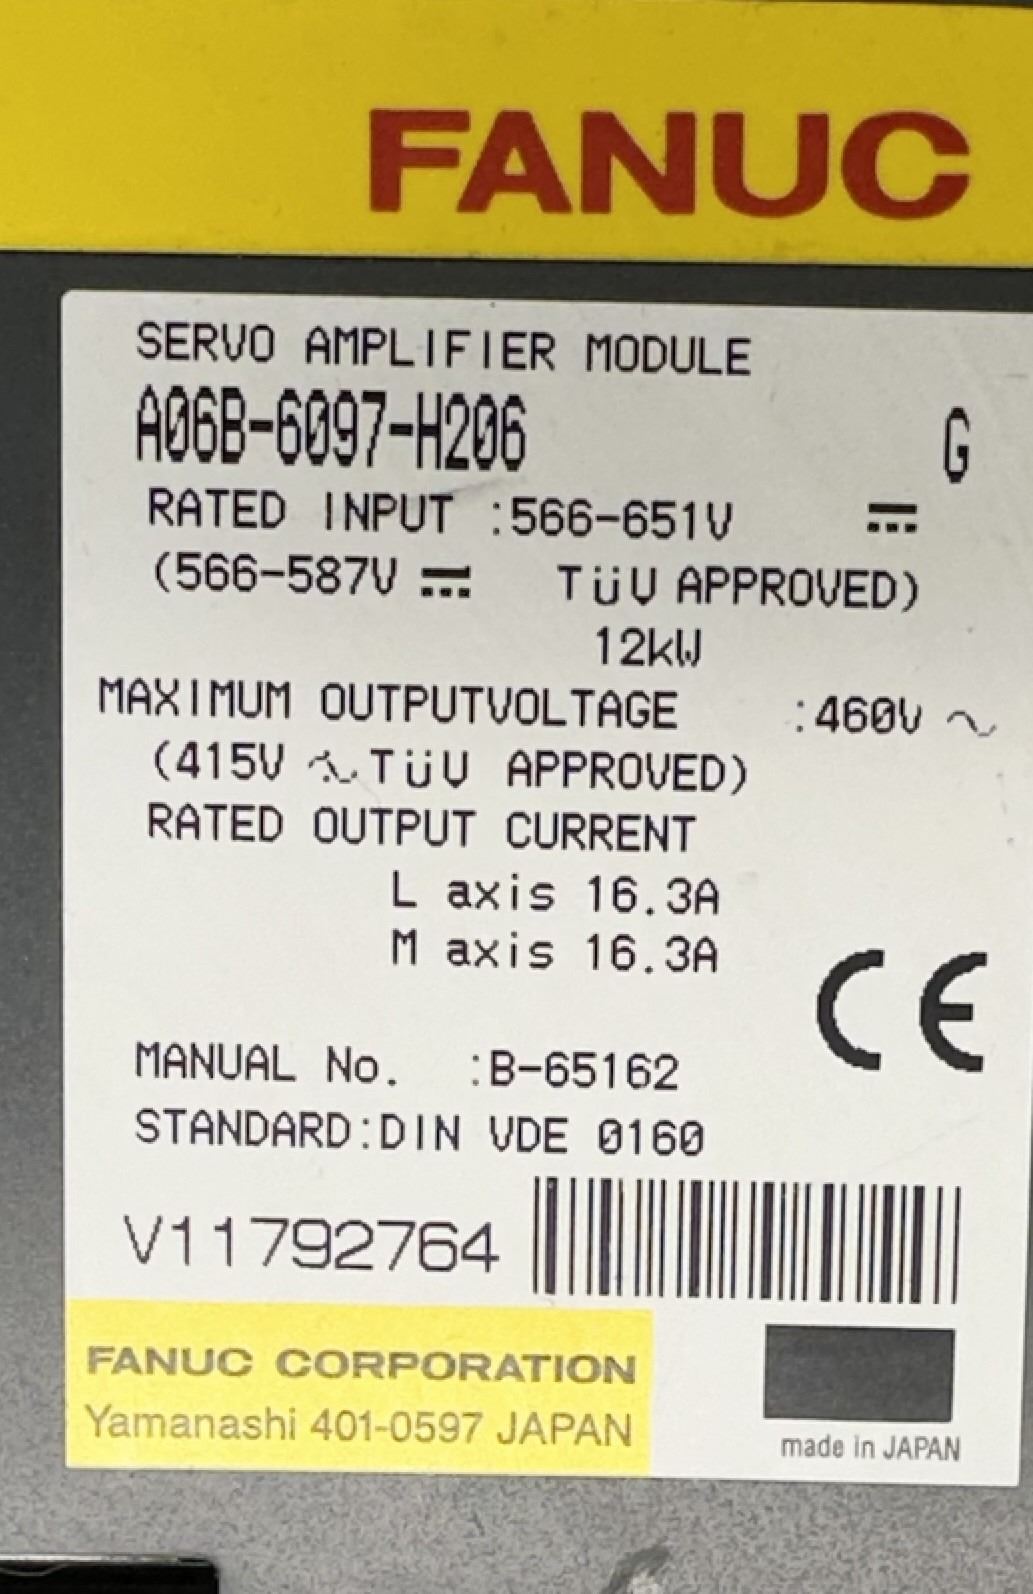 FANUC
SERVO AMPLIFIER MODULE
A06B-6097-H206 G
RATED INPUT :566-651V ⎓
(566-587V ⎓ TüV APPROVED)
12kW
MAXIMUM OUTPUTVOLTAGE :460V ~
(415V ~ TüV APPROVED)
RATED OUTPUT CURRENT
L axis 16.3A
M axis 16.3A
CE
MANUAL No. :B-65162
STANDARD:DIN VDE 0160
V11792764
FANUC CORPORATION
Yamanashi 401-0597 JAPAN
made in JAPAN